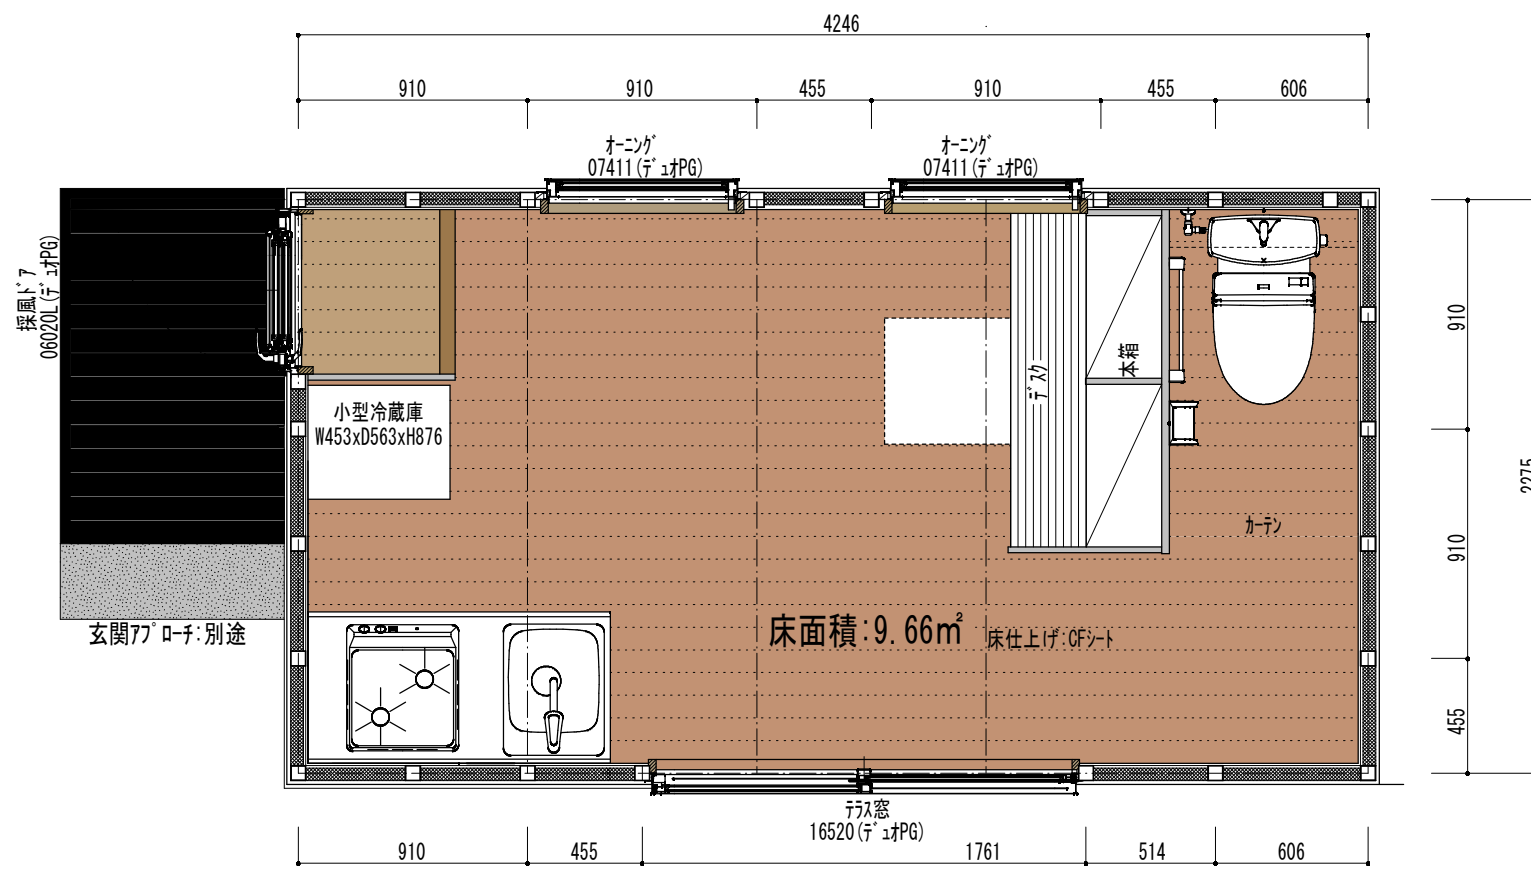 4246
910
910
455
910
455
606
ｵｰﾆﾝｸﾞ
07411(ﾃﾞｭｵPG)
ｵｰﾆﾝｸﾞ
07411(ﾃﾞｭｵPG)
採風ﾄﾞｱ
06020L(ﾃﾞｭｵPG)
小型冷蔵庫
W453xD563xH876
ﾃﾞｽｸ
本箱
ｶｰﾃﾝ
910
910
455
2275
玄関ｱﾌﾟﾛｰﾁ:別途
床面積:9.66㎡
床仕上げ:CFｼｰﾄ
ﾃﾗｽ窓
16520(ﾃﾞｭｵPG)
910
455
1761
514
606